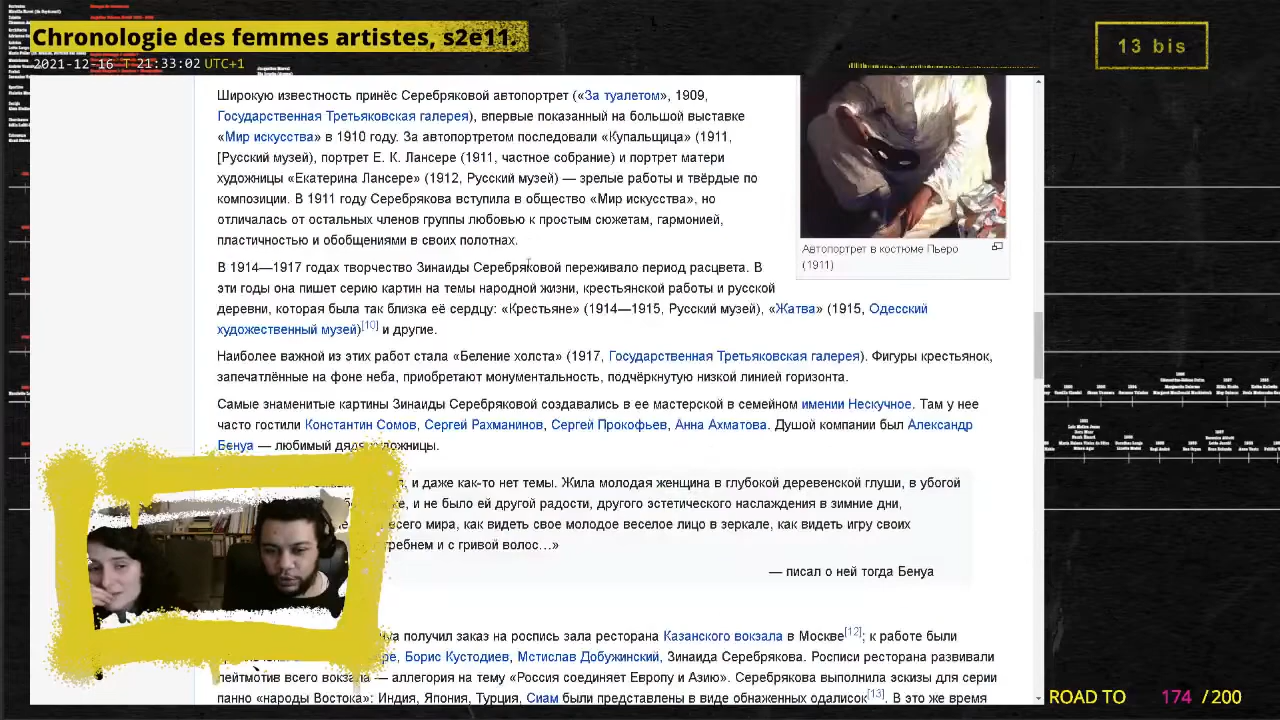 Chronologie des femmes artistes, s2e11.
2021-12-16 T 21:33:02 UTC+1
13 bis
Широкую известность принёс Серебряковой автопортрет («За туалетом», 1909,
Государственная Третьяковская галерея), впервые показанный на большой выставке
«Мир искусства» в 1910 году. За автопортретом последовали «Купальщица» (1911,
[Русский музей), портрет Е. К. Лансере (1911, частное собрание) и портрет матери
художницы «Екатерина Лансере» (1912, Русский музей) — зрелые работы и твёрдые по
композиции. В 1911 году Серебрякова вступила в общество «Мир искусства», но
отличалась от остальных членов группы любовью к простым сюжетам, гармонией,
пластичностью и обобщениями в своих полотнах.
Автопортрет в костюме Пьеро
(1911)
В 1914—1917 годах творчество Зинаиды Серебряковой переживало период расцвета. В
эти годы она пишет серию картин на темы народной жизни, крестьянской работы и русской
деревни, которая была так близка её сердцу: «Крестьяне» (1914—1915, Русский музей), «Жатва» (1915, Одесский
художественный музей)[10] и другие.
Наиболее важной из этих работ стала «Беление холста» (1917, Государственная Третьяковская галерея). Фигуры крестьянок,
запечатлённые на фоне неба, приобретают монументальность, подчёркнутую низкой линией горизонта.
Самые знаменитые картины Зинаиды Серебряковой создавались в ее мастерской в семейном имении Нескучное. Там у нее
часто гостили Константин Сомов, Сергей Рахманинов, Сергей Прокофьев, Анна Ахматова. Душой компании был Александр
Бенуа — любимый дядя художницы.
и даже как-то нет темы. Жила молодая женщина в глубокой деревенской глуши, в убогой
и не было ей другой радости, другого эстетического наслаждения в зимние дни,
всего мира, как видеть свое молодое веселое лицо в зеркале, как видеть игру своих
и с гривой волос…»
— писал о ней тогда Бенуа
получил заказ на роспись зала ресторана Казанского вокзала в Москве[12]; к работе были
Борис Кустодиев, Мстислав Добужинский, Зинаида Серебрякова. Росписи ресторана развивали
лейтмотив всего вокзала — аллегория на тему «Россия соединяет Европу и Азию». Серебрякова выполнила эскизы для серии
панно «народы Востока»: Индия, Япония, Турция, Сиам были представлены в виде обнаженных одалисок[13]. В это же время
ROAD TO 174 / 200